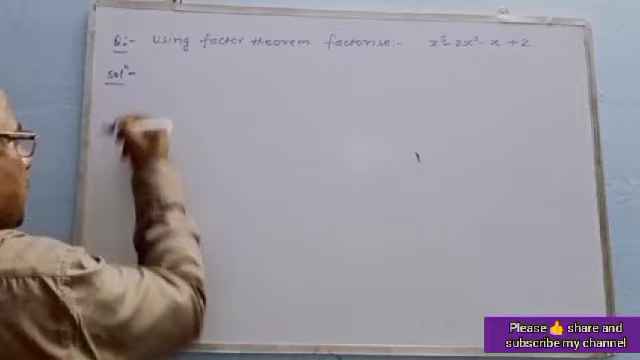 Q:- Using factor theorem factorise:- x³- 2x²- x + 2
Solⁿ-
Please 👍 share and
subscribe my channel